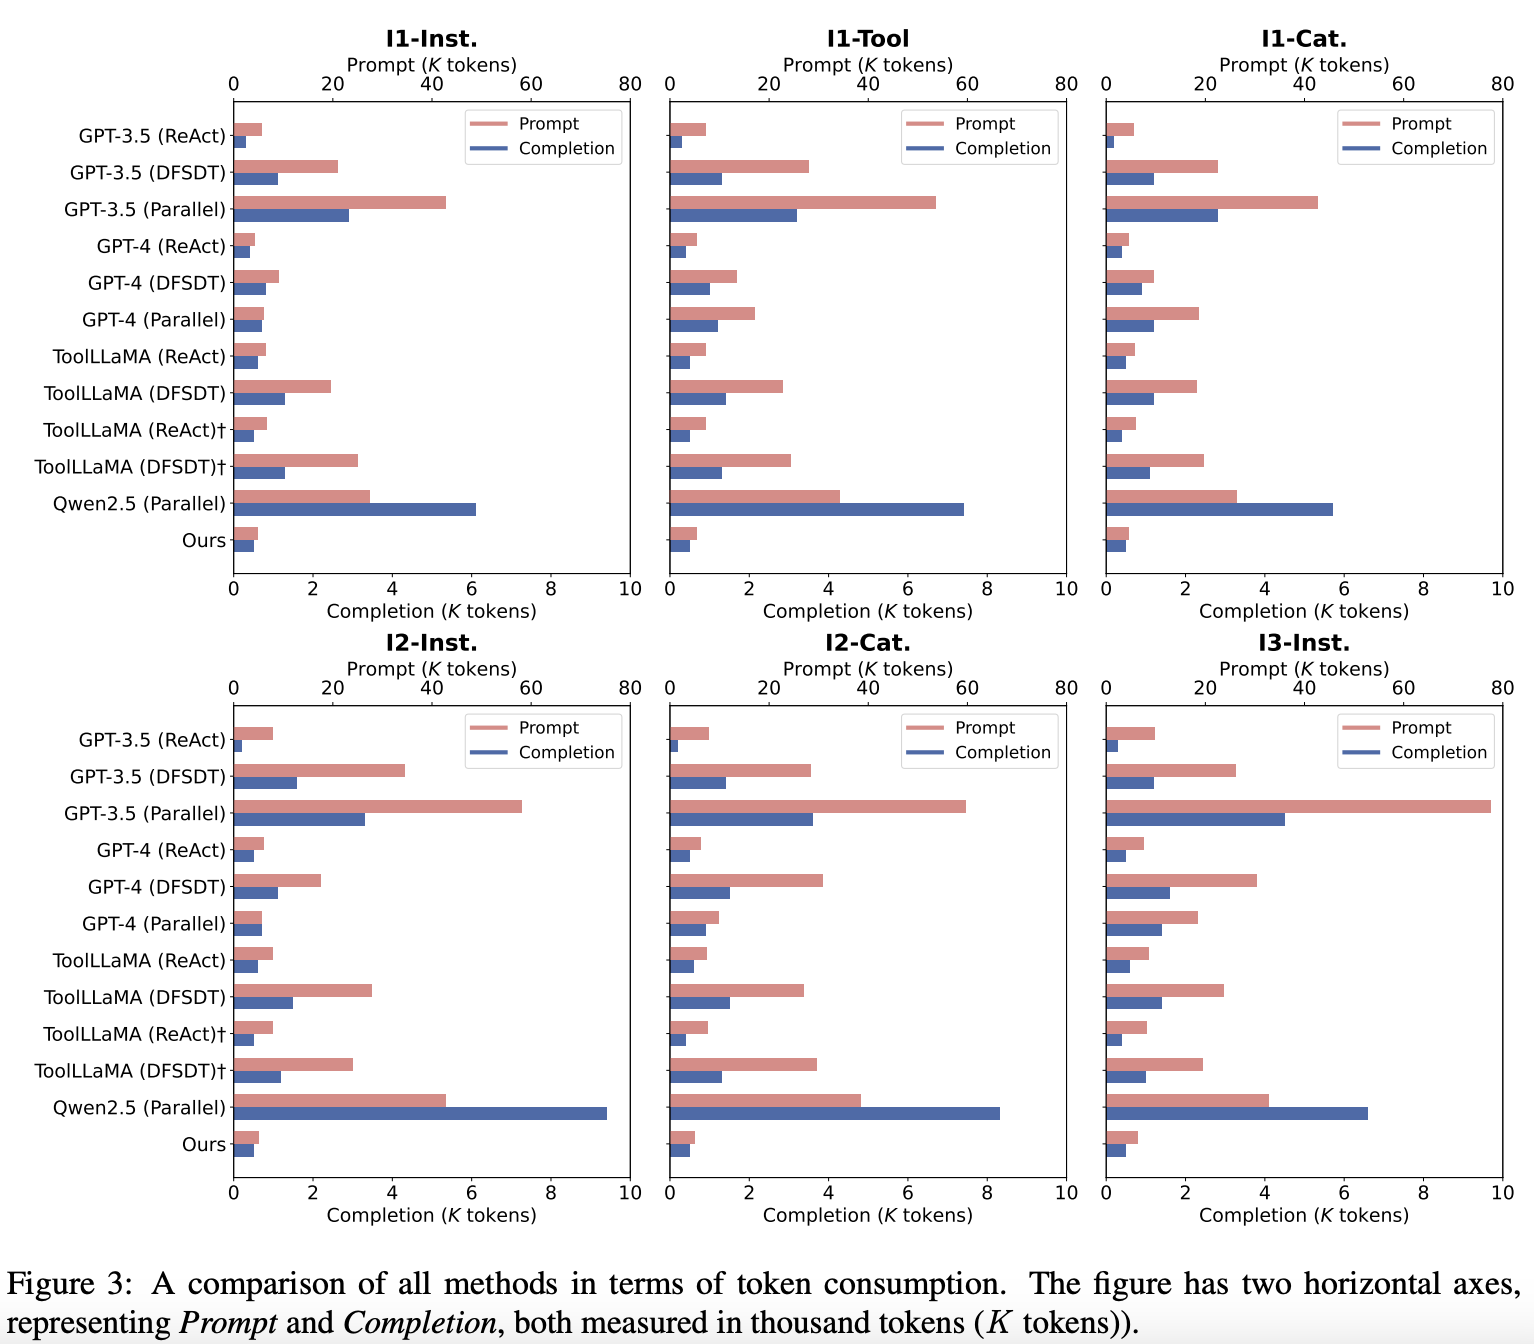 I1-Inst.
Prompt (K tokens)
0 20 40 60 80
Prompt
Completion
GPT-3.5 (ReAct)
GPT-3.5 (DFSDT)
GPT-3.5 (Parallel)
GPT-4 (ReAct)
GPT-4 (DFSDT)
GPT-4 (Parallel)
ToolLLaMA (ReAct)
ToolLLaMA (DFSDT)
ToolLLaMA (ReAct)†
ToolLLaMA (DFSDT)†
Qwen2.5 (Parallel)
Ours
0 2 4 6 8 10
Completion (K tokens)
I1-Tool
Prompt (K tokens)
0 20 40 60 80
Prompt
Completion
0 2 4 6 8 10
Completion (K tokens)
I1-Cat.
Prompt (K tokens)
0 20 40 60 80
Prompt
Completion
0 2 4 6 8 10
Completion (K tokens)
I2-Inst.
Prompt (K tokens)
0 20 40 60 80
Prompt
Completion
GPT-3.5 (ReAct)
GPT-3.5 (DFSDT)
GPT-3.5 (Parallel)
GPT-4 (ReAct)
GPT-4 (DFSDT)
GPT-4 (Parallel)
ToolLLaMA (ReAct)
ToolLLaMA (DFSDT)
ToolLLaMA (ReAct)†
ToolLLaMA (DFSDT)†
Qwen2.5 (Parallel)
Ours
0 2 4 6 8 10
Completion (K tokens)
I2-Cat.
Prompt (K tokens)
0 20 40 60 80
Prompt
Completion
0 2 4 6 8 10
Completion (K tokens)
I3-Inst.
Prompt (K tokens)
0 20 40 60 80
Prompt
Completion
0 2 4 6 8 10
Completion (K tokens)
Figure 3: A comparison of all methods in terms of token consumption. The figure has two horizontal axes,
representing Prompt and Completion, both measured in thousand tokens (K tokens)).